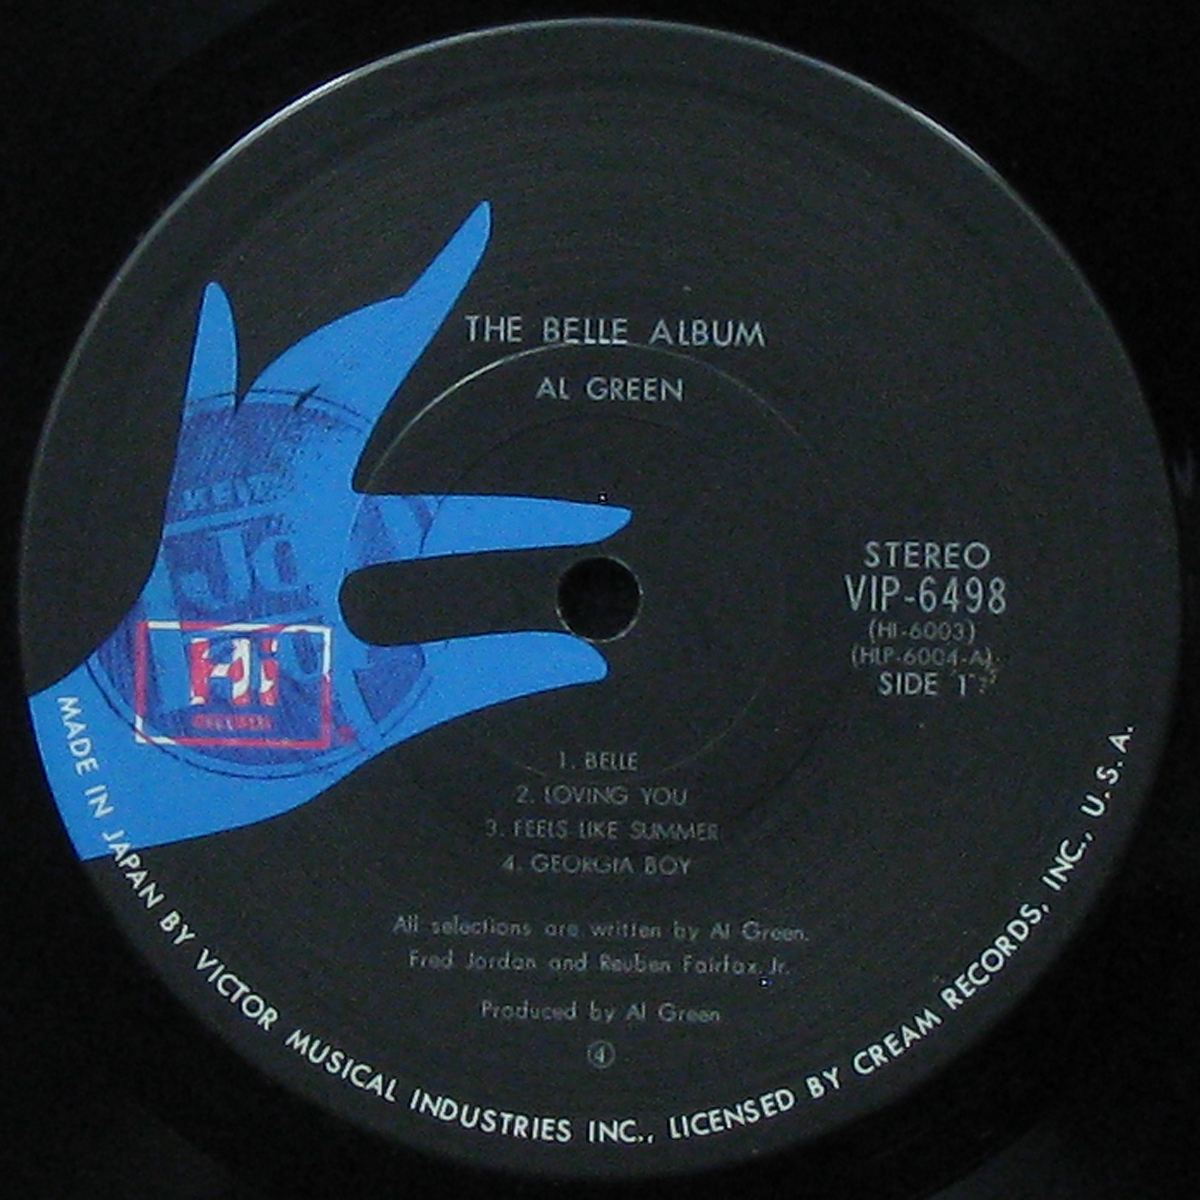 THE BELLE ALBUM
AL GREEN
Hi
STEREO
VIP-6498
(HI-6003)
(HLP-6004-A)
SIDE 1
1. BELLE
2. LOVING YOU
3. FEELS LIKE SUMMER
4. GEORGIA BOY
All selections are written by Al Green.
Fred Jordan and Reuben Fairfax, Jr.
Produced by Al Green
④
MADE IN JAPAN BY VICTOR MUSICAL INDUSTRIES INC., LICENSED BY CREAM RECORDS, INC., U.S.A.